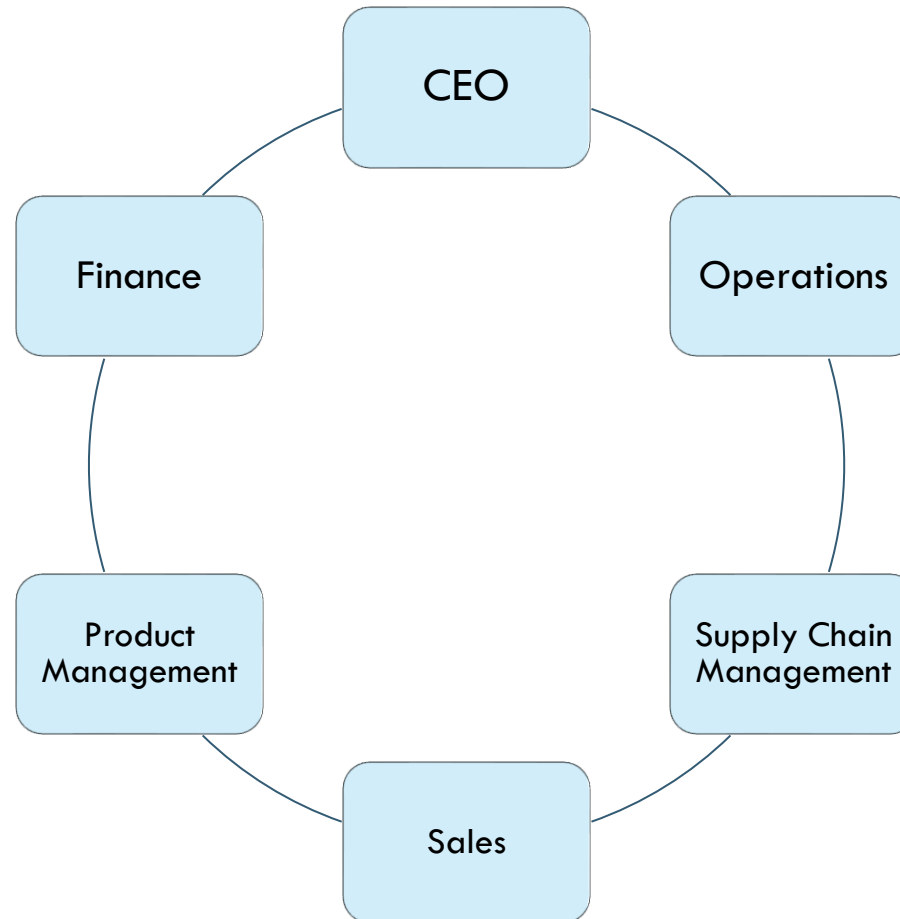 CEO
Finance
Operations
Product
Management
Supply Chain
Management
Sales